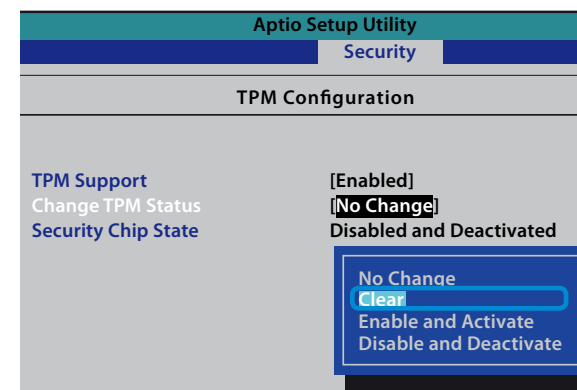 Aptio Setup Utility
Security
TPM Configuration
TPM Support [Enabled]
Change TPM Status [No Change]
Security Chip State Disabled and Deactivated
No Change
Clear
Enable and Activate
Disable and Deactivate